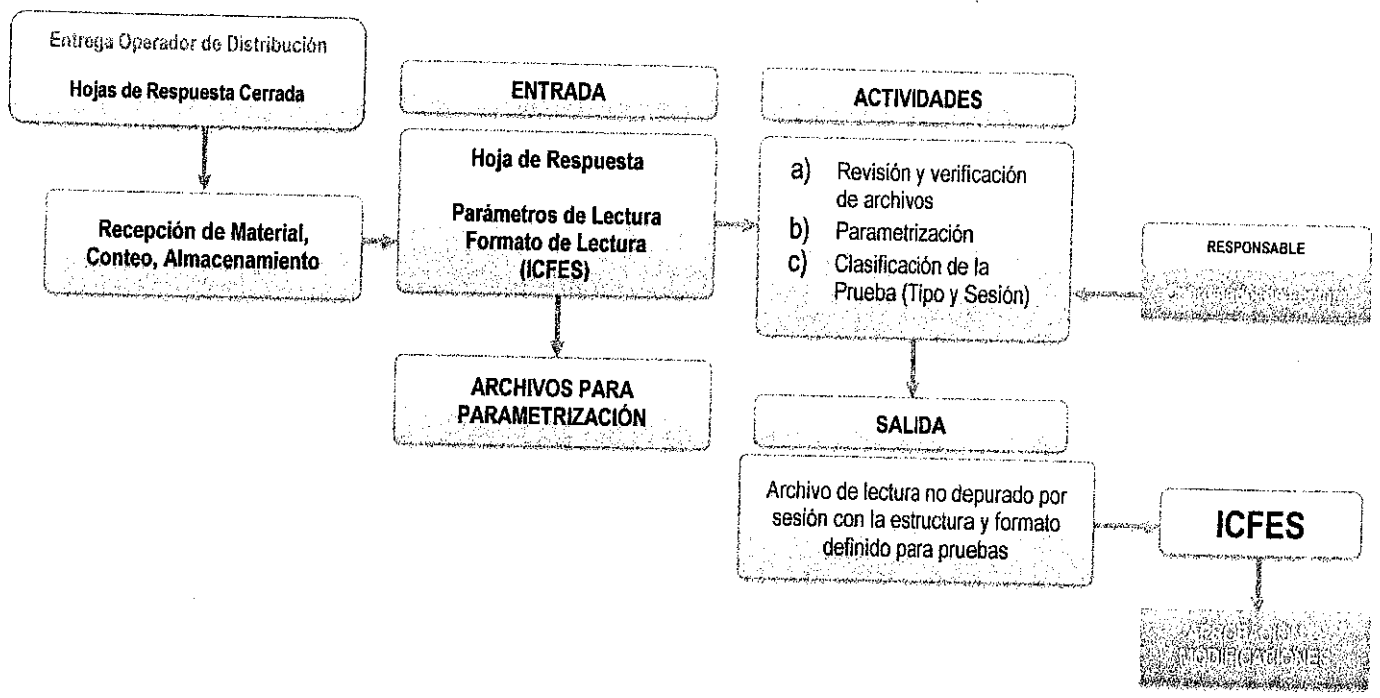 Entrega Operador de Distribución
Hojas de Respuesta Cerrada
Recepción de Material,
Conteo, Almacenamiento
ENTRADA
Hoja de Respuesta
Parámetros de Lectura
Formato de Lectura
(ICFES)
ARCHIVOS PARA
PARAMETRIZACIÓN
ACTIVIDADES
a) Revisión y verificación
de archivos
b) Parametrización
c) Clasificación de la
Prueba (Tipo y Sesión)
RESPONSABLE
SALIDA
Archivo de lectura no depurado por
sesión con la estructura y formato
definido para pruebas
ICFES
MODIFICACIONES